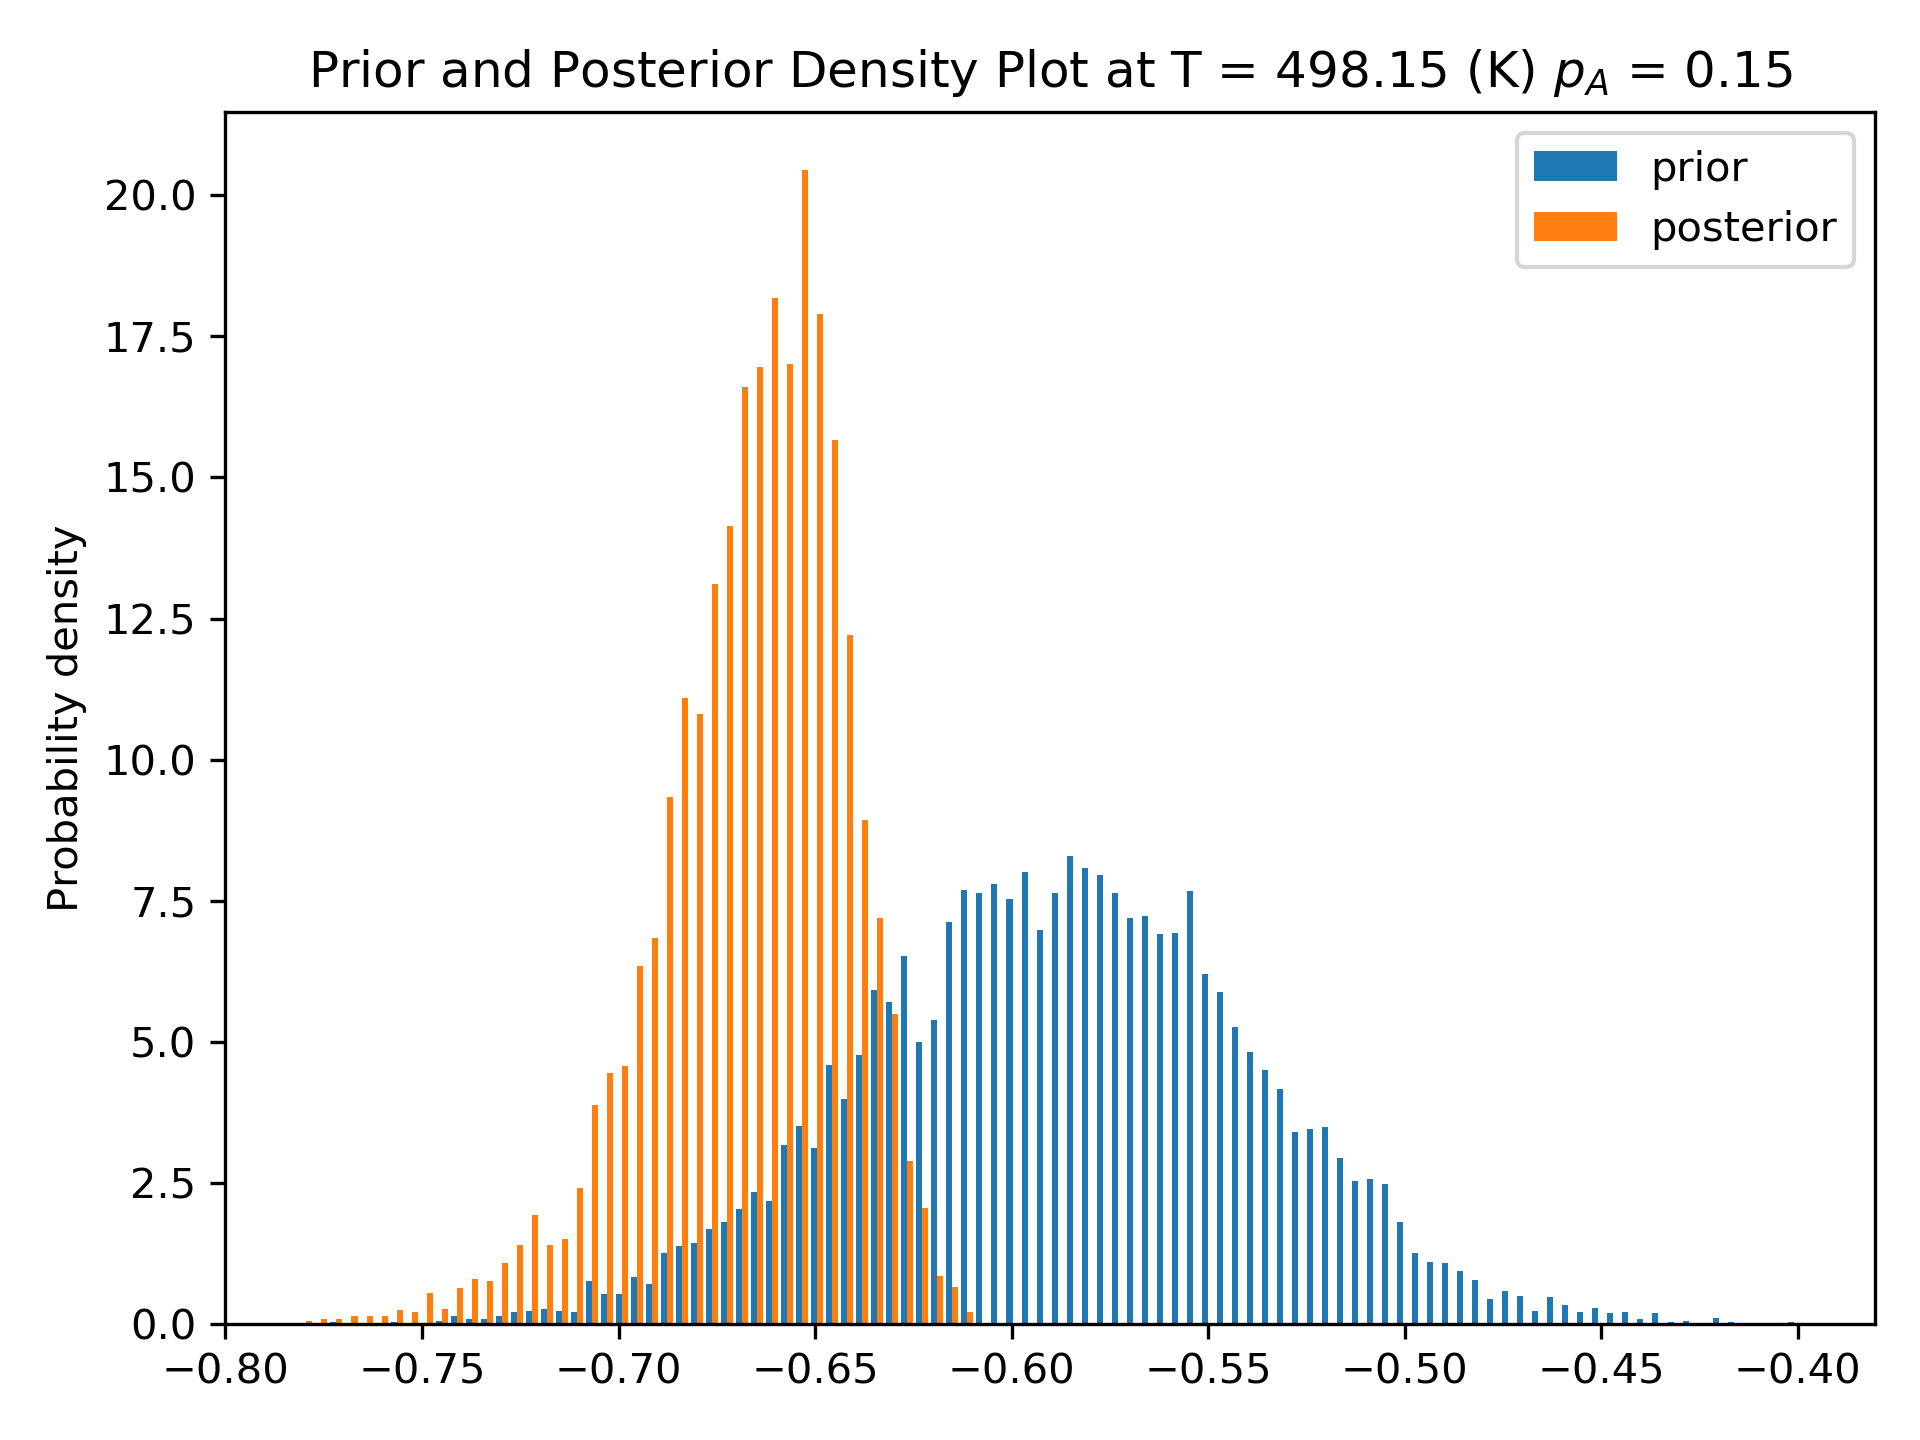 Prior and Posterior Density Plot at T = 498.15 (K) p_A = 0.15
prior
posterior
Probability density
20.0
17.5
15.0
12.5
10.0
7.5
5.0
2.5
0.0
−0.80 −0.75 −0.70 −0.65 −0.60 −0.55 −0.50 −0.45 −0.40